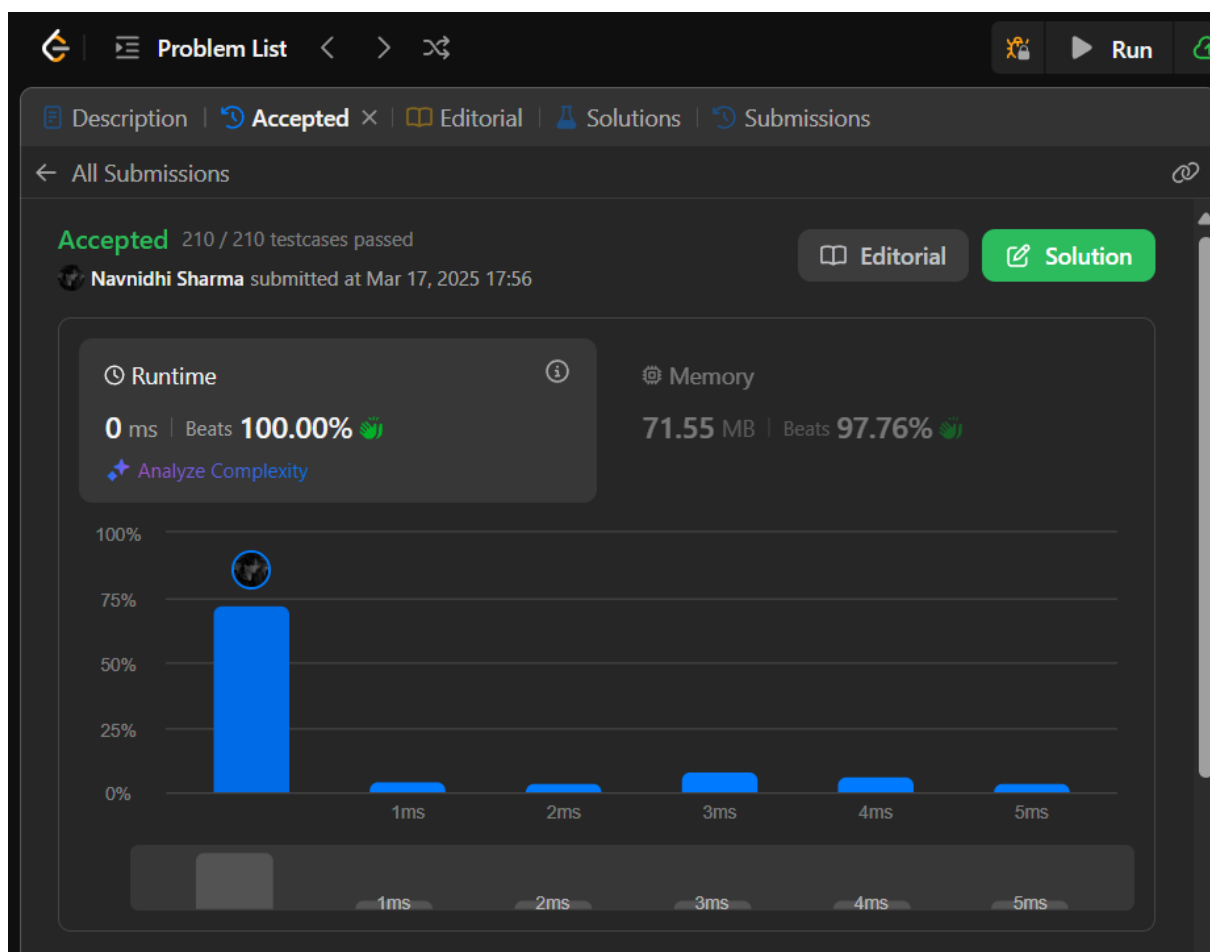 Problem List
Run
Description Accepted Editorial Solutions Submissions
All Submissions
Accepted 210 / 210 testcases passed
Navnidhi Sharma submitted at Mar 17, 2025 17:56
Editorial
Solution
Runtime
0 ms Beats 100.00%
Analyze Complexity
Memory
71.55 MB Beats 97.76%
100%
75%
50%
25%
0%
1ms 2ms 3ms 4ms 5ms
1ms 2ms 3ms 4ms 5ms